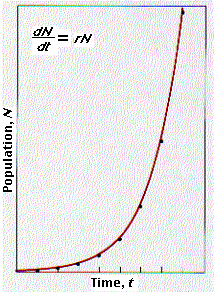 dN/dt = rN
Population, N
Time, t